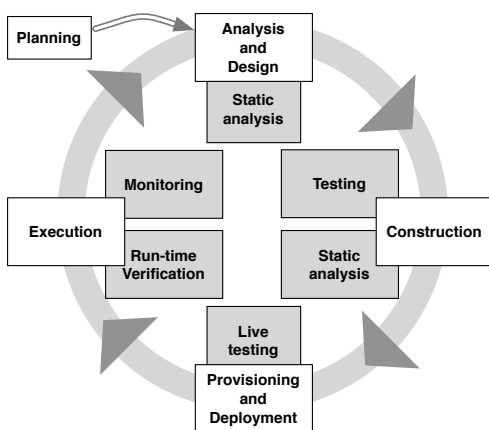 Planning
Analysis
and
Design
Static
analysis
Monitoring
Testing
Execution
Construction
Run-time
Verification
Static
analysis
Live
testing
Provisioning
and
Deployment